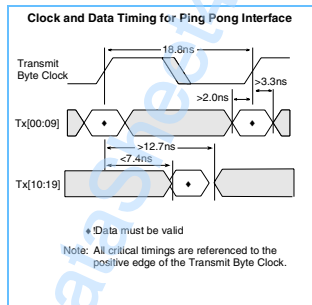 Clock and Data Timing for Ping Pong Interface
18.8ns
Transmit
Byte Clock
>3.3ns
>2.0ns
Tx[00:09]
>12.7ns
<7.4ns
Tx[10:19]
♦ !Data must be valid
Note: All critical timings are referenced to the
positive edge of the Transmit Byte Clock.
DataSheet